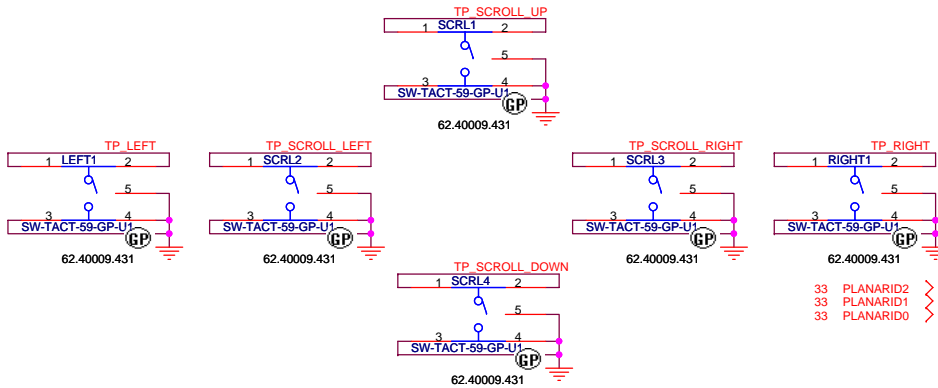 TP_SCROLL_UP
1 SCRL1 2
5
3 4
SW-TACT-59-GP-U1
GP
62.40009.431
TP_LEFT
1 LEFT1 2
5
3 4
SW-TACT-59-GP-U1
GP
62.40009.431
TP_SCROLL_LEFT
1 SCRL2 2
5
3 4
SW-TACT-59-GP-U1
GP
62.40009.431
TP_SCROLL_RIGHT
1 SCRL3 2
5
3 4
SW-TACT-59-GP-U1
GP
62.40009.431
TP_RIGHT
1 RIGHT1 2
5
3 4
SW-TACT-59-GP-U1
GP
62.40009.431
TP_SCROLL_DOWN
1 SCRL4 2
5
3 4
SW-TACT-59-GP-U1
GP
62.40009.431
33 PLANARID2
33 PLANARID1
33 PLANARID0